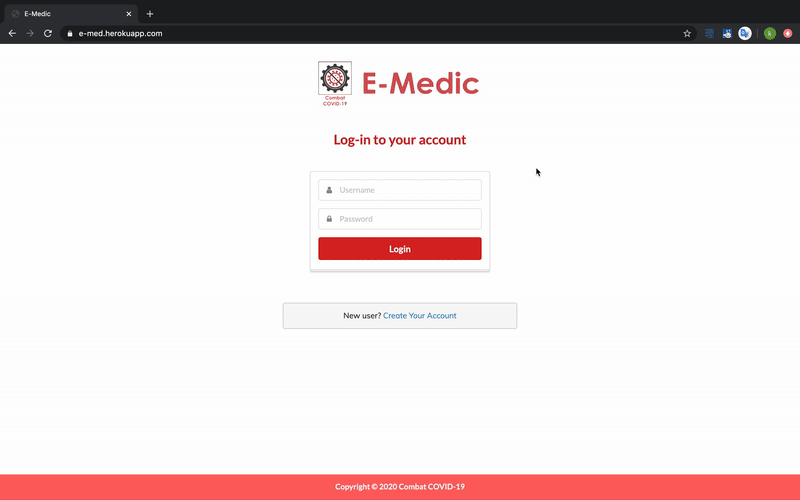 E-Medic
e-med.herokuapp.com
k
Combat
COVID-19
E-Medic
Log-in to your account
Username
Password
Login
New user? Create Your Account
Copyright © 2020 Combat COVID-19